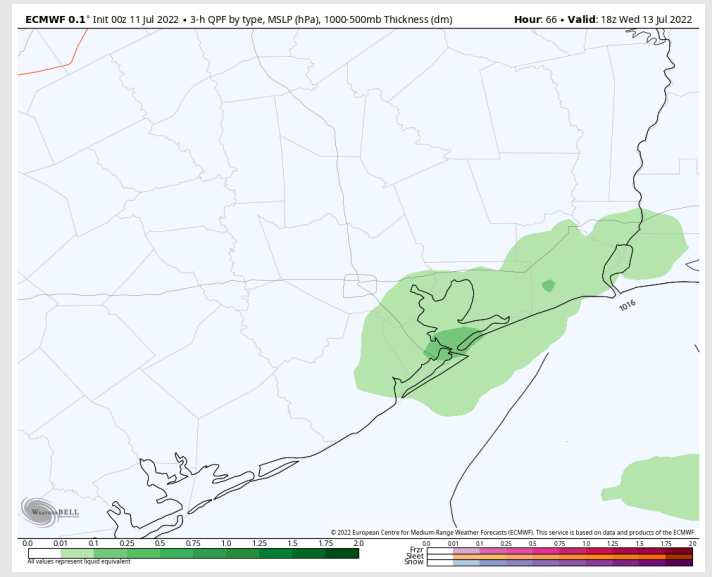 ECMWF 0.1° Init 00z 11 Jul 2022 • 3-h QPF by type, MSLP (hPa), 1000-500mb Thickness (dm)
Hour: 66 • Valid: 18z Wed 13 Jul 2022
1016
WeatherBELL
© 2022 European Centre for Medium-Range Weather Forecasts (ECMWF). This service is based on data and products of the ECMWF
0.0 0.01 0.1 0.25 0.5 0.75 1.0 1.25 1.5 1.75 2.0
All values represent liquid equivalent
0.0 0.01 0.1 0.25 0.5 0.75 1.0 1.25 1.5 1.75 2.0
Frzr
Sleet
Snow